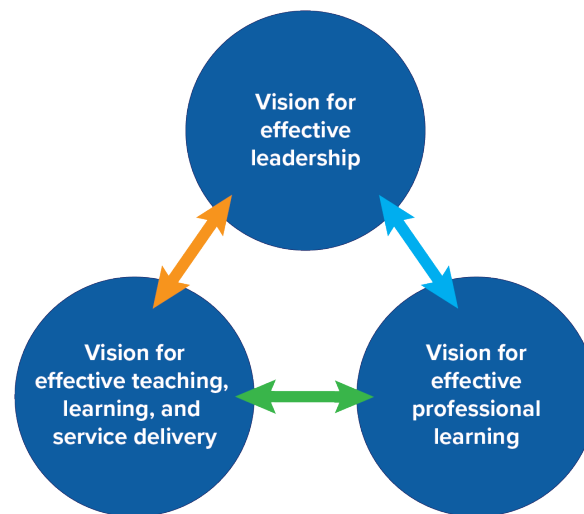 Vision for
effective
leadership
Vision for
effective teaching,
learning, and
service delivery
Vision for
effective
professional
learning